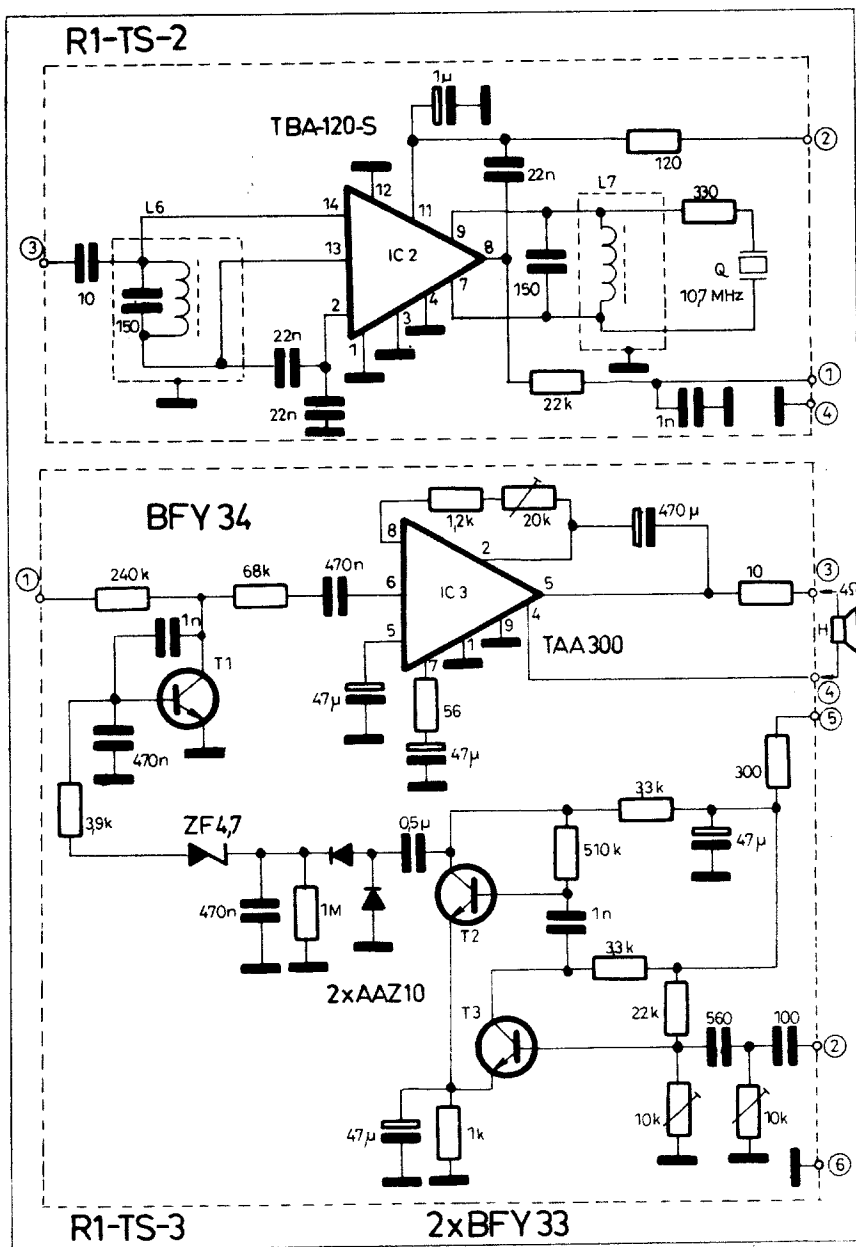 R1-TS-2
1µ
TBA-120-S
②
120
12
22n
L6
14
11
L7
330
③
13
9
IC 2
8
10
150
2
7
150
Q
10,7 MHz
4
22n
3
1
①
22k
④
22n
1n
BFY 34
1,2k
20k
470µ
8
2
①
240k
68k
470n
10
③
6
IC 3
5
4Ω
1n
4
5
9
H
T1
1
TAA300
7
④
47µ
56
⑤
470n
47µ
300
33k
3,9k
ZF4,7
0,5µ
47µ
510k
470n
1M
1n
T2
33k
2xAAZ10
T3
22k
560
100
②
47µ
1k
10k
10k
⑥
R1-TS-3
2xBFY33